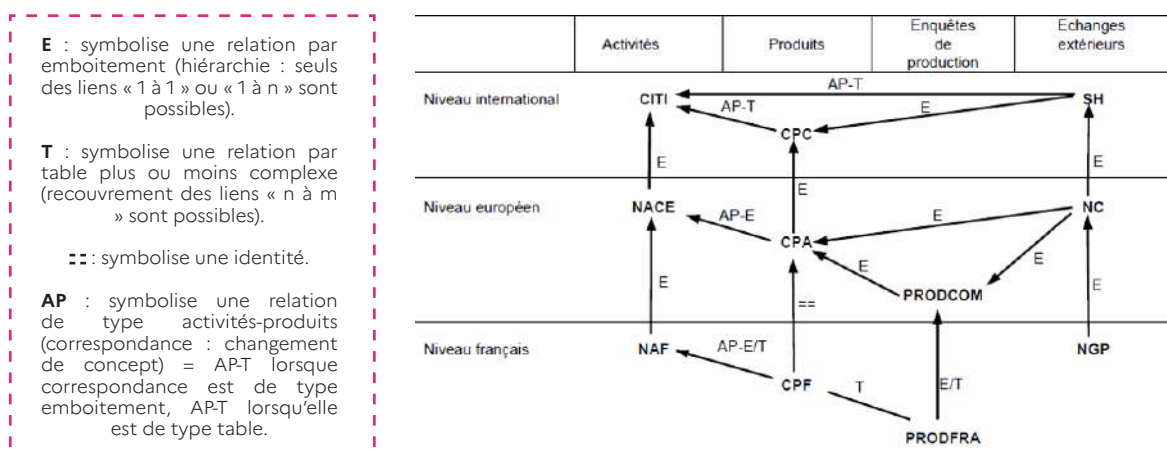 E : symbolise une relation par
emboitement (hiérarchie : seuls
des liens « 1 à 1 » ou « 1 à n » sont
possibles).
T : symbolise une relation par
table plus ou moins complexe
(recouvrement des liens « n à m
» sont possibles).
== : symbolise une identité.
AP : symbolise une relation
de type activités-produits
(correspondance : changement
de concept) = AP-T lorsque
correspondance est de type
emboitement, AP-T lorsqu'elle
est de type table.
Activités
Produits
Enquêtes
de
production
Echanges
extérieurs
Niveau international
CITI
AP-T
SH
AP-T
E
CPC
E
E
E
Niveau européen
NACE
AP-E
E
NC
CPA
E
E
E
PRODCOM
E
==
Niveau français
NAF
AP-E/T
NGP
CPF
T
E/T
PRODFRA